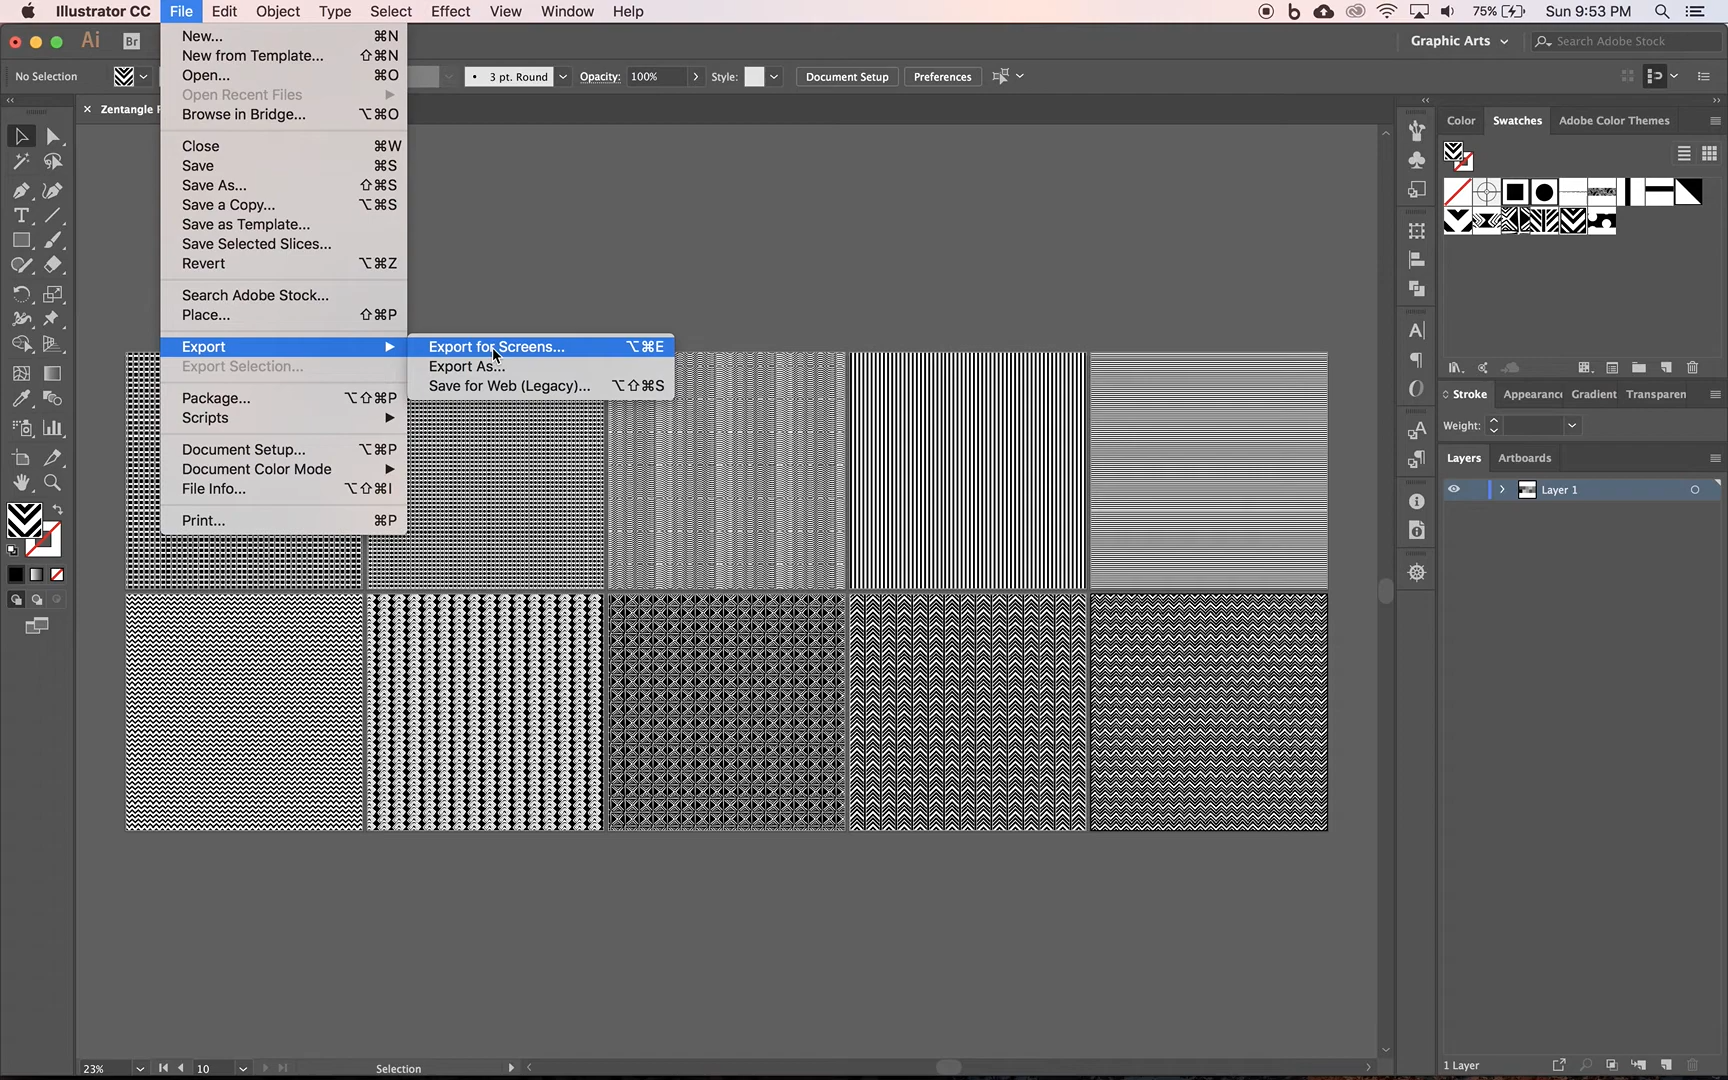 Illustrator CC File Edit Object Type Select Effect View Window Help 75% Sun 9:53 PM
Ai Br Graphic Arts Search Adobe Stock
No Selection 3 pt. Round Opacity: 100% Style: Document Setup Preferences
× Zentangle
New... ⌘N
New from Template... ⇧⌘N
Open... ⌘O
Open Recent Files
Browse in Bridge... ⌥⌘O
Close ⌘W
Save ⌘S
Save As... ⇧⌘S
Save a Copy... ⌥⌘S
Save as Template...
Save Selected Slices...
Revert ⌥⌘Z
Search Adobe Stock...
Place... ⇧⌘P
Export
Export Selection...
Package... ⌥⇧⌘P
Scripts
Document Setup... ⌥⌘P
Document Color Mode
File Info... ⌥⇧⌘I
Print... ⌘P
Export for Screens... ⌥⌘E
Export As...
Save for Web (Legacy)... ⌥⇧⌘S
Color Swatches Adobe Color Themes
Stroke Appearance Gradient Transparen
Weight:
Layers Artboards
Layer 1
1 Layer
23% 10 Selection